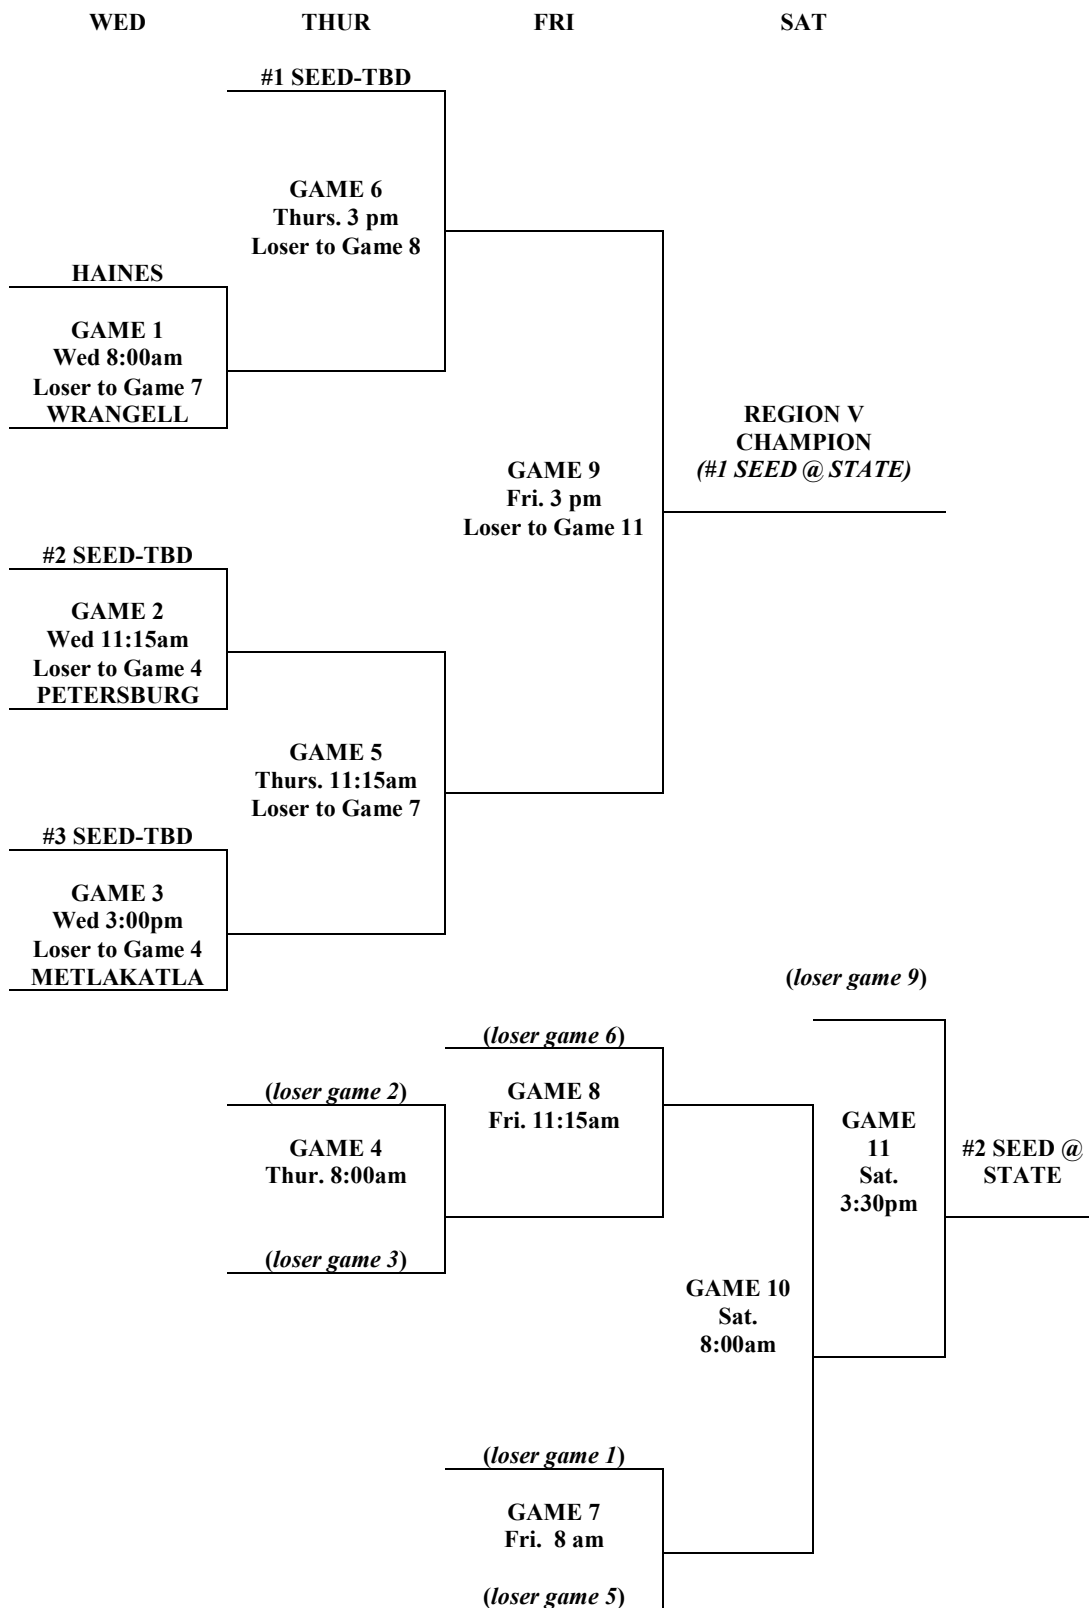 WED THUR FRI SAT
#1 SEED-TBD
GAME 6
Thurs. 3 pm
Loser to Game 8
HAINES
GAME 1
Wed 8:00am
Loser to Game 7
WRANGELL
REGION V
CHAMPION
(#1 SEED @ STATE)
GAME 9
Fri. 3 pm
Loser to Game 11
#2 SEED-TBD
GAME 2
Wed 11:15am
Loser to Game 4
PETERSBURG
GAME 5
Thurs. 11:15am
Loser to Game 7
#3 SEED-TBD
GAME 3
Wed 3:00pm
Loser to Game 4
METLAKATLA
(loser game 9)
(loser game 6)
GAME 8
Fri. 11:15am
(loser game 2)
GAME 4
Thur. 8:00am
(loser game 3)
GAME
11
Sat.
3:30pm
#2 SEED @
STATE
GAME 10
Sat.
8:00am
(loser game 1)
GAME 7
Fri.  8 am
(loser game 5)